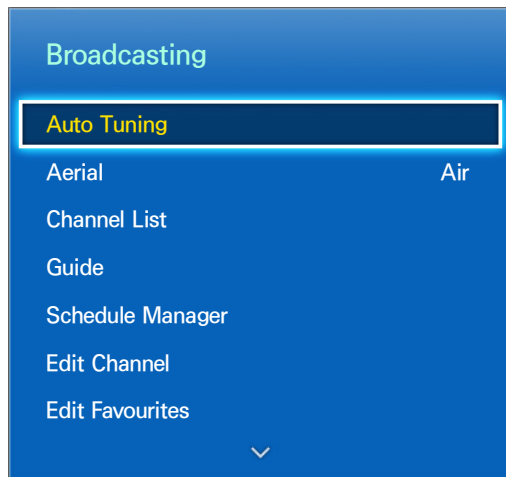 Broadcasting
Auto Tuning
Aerial Air
Channel List
Guide
Schedule Manager
Edit Channel
Edit Favourites